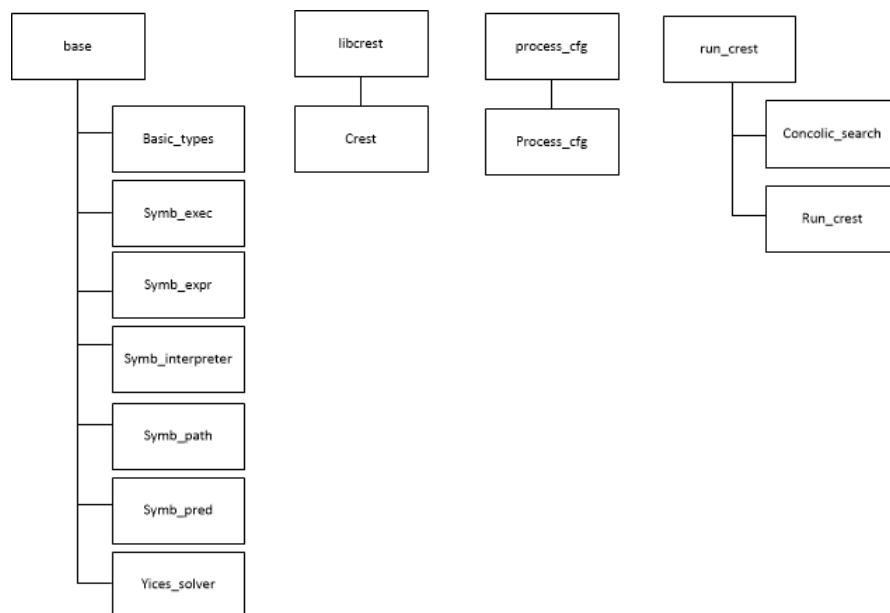 base
libcrest
process_cfg
run_crest
Basic_types
Crest
Process_cfg
Concolic_search
Symb_exec
Run_crest
Symb_expr
Symb_interpreter
Symb_path
Symb_pred
Yices_solver